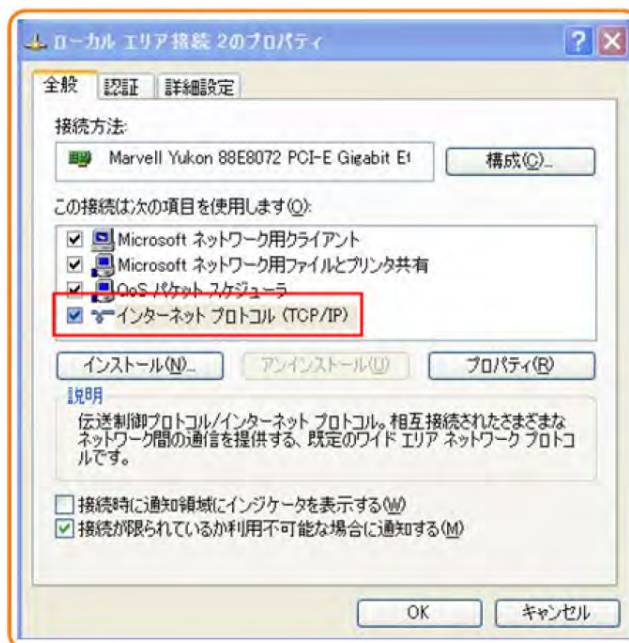 ローカル エリア接続 2のプロパティ
全般
認証
詳細設定
接続方法:
Marvell Yukon 88E8072 PCI-E Gigabit Et
構成(C)...
この接続は次の項目を使用します(O):
Microsoft ネットワーク用クライアント
Microsoft ネットワーク用ファイルとプリンタ共有
QoS パケット スケジューラ
インターネット プロトコル (TCP/IP)
インストール(N)...
アンインストール(U)
プロパティ(R)
説明
伝送制御プロトコル/インターネット プロトコル。相互接続されたさまざまな
ネットワーク間の通信を提供する、既定のワイド エリア ネットワーク プロトコ
ルです。
接続時に通知領域にインジケータを表示する(W)
接続が限られているか利用不可能な場合に通知する(M)
OK
キャンセル